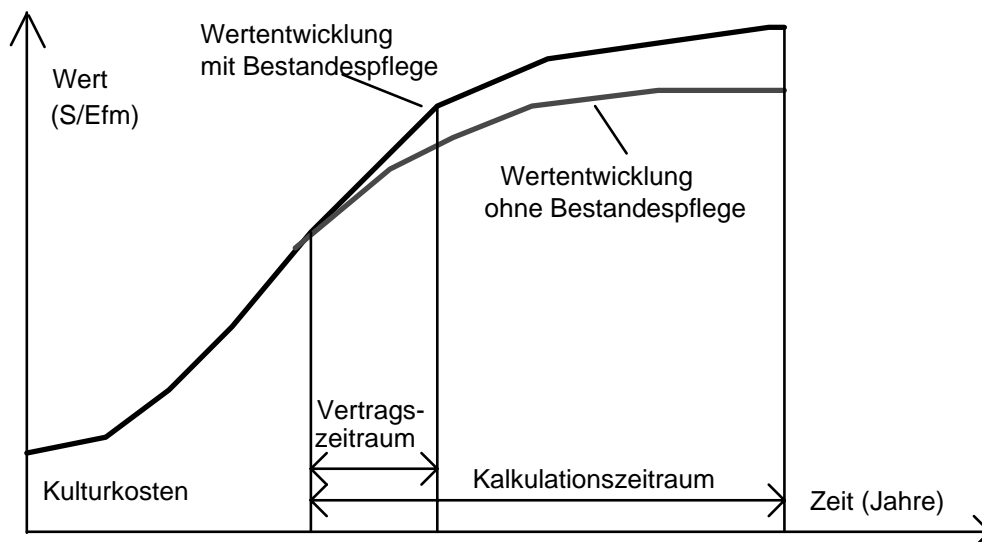 Wertentwicklung
mit Bestandespflege
Wert
(S/Efm)
Wertentwicklung
ohne Bestandespflege
Vertrags-
zeitraum
Kulturkosten
Kalkulationszeitraum
Zeit (Jahre)